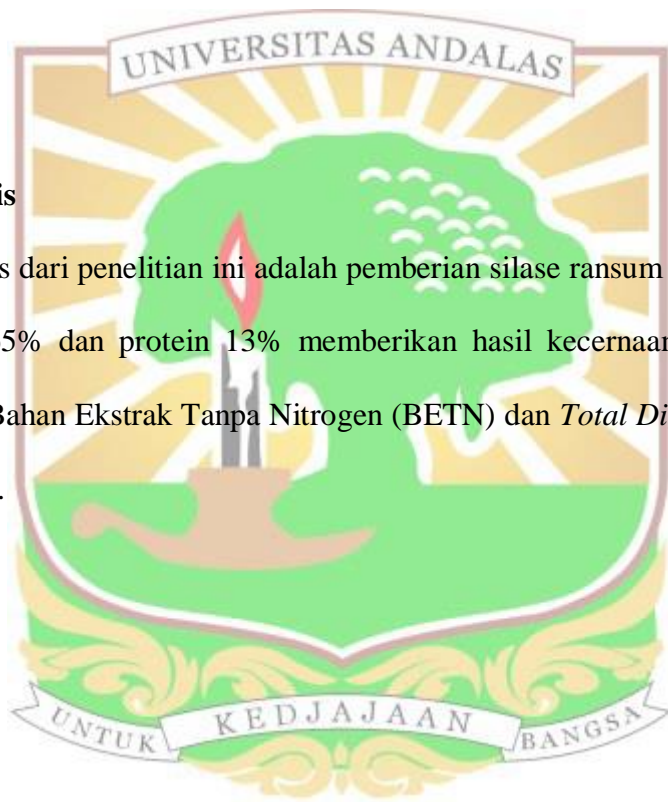 UNIVERSITAS ANDALAS
is
s dari penelitian ini adalah pemberian silase ransum
5% dan protein 13% memberikan hasil kecernaan
Bahan Ekstrak Tanpa Nitrogen (BETN) dan Total Di
.
UNTUK KEDJAJAAN BANGSA